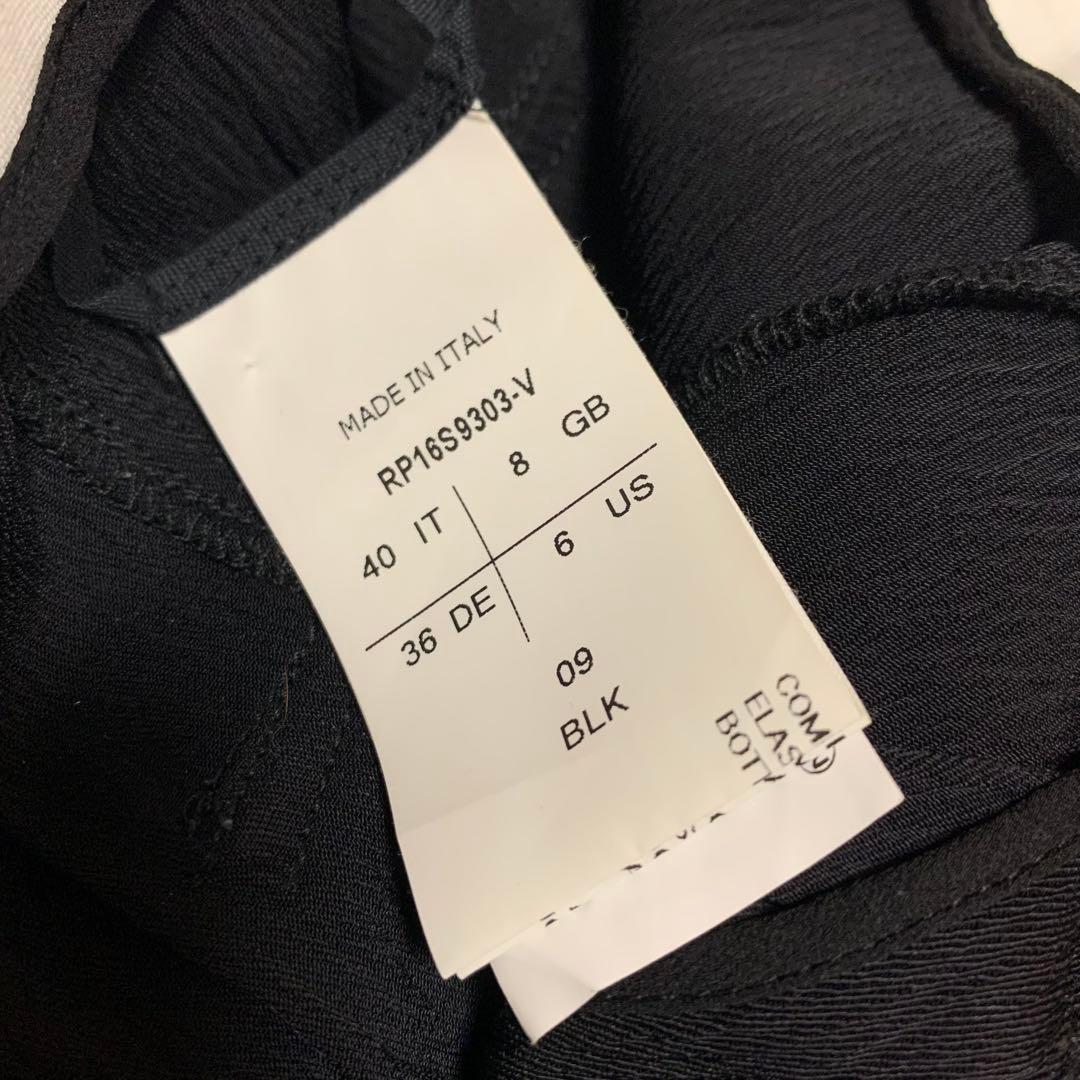 MADE IN ITALY
RP16S9303-V
40 IT 8 GB
36 DE 6 US
09
BLK